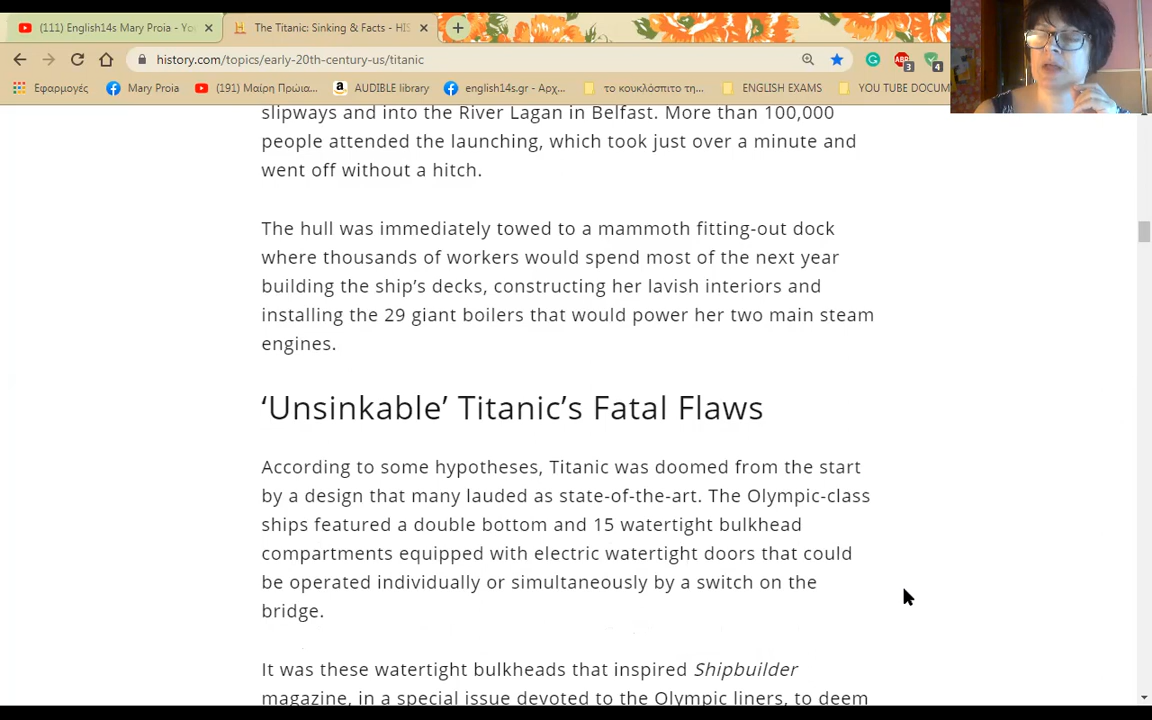 (111) English14s Mary Proia - Yo
The Titanic: Sinking & Facts - HIS
history.com/topics/early-20th-century-us/titanic
ABP
3
4
Εφαρμογές
Mary Proia
(191) Μαίρη Πρώια...
AUDIBLE library
english14s.gr - Αρχ...
το κουκλόσπιτο τη...
ENGLISH EXAMS
YOU TUBE DOCUM
slipways and into the River Lagan in Belfast. More than 100,000
people attended the launching, which took just over a minute and
went off without a hitch.
The hull was immediately towed to a mammoth fitting-out dock
where thousands of workers would spend most of the next year
building the ship's decks, constructing her lavish interiors and
installing the 29 giant boilers that would power her two main steam
engines.
‘Unsinkable’ Titanic’s Fatal Flaws
According to some hypotheses, Titanic was doomed from the start
by a design that many lauded as state-of-the-art. The Olympic-class
ships featured a double bottom and 15 watertight bulkhead
compartments equipped with electric watertight doors that could
be operated individually or simultaneously by a switch on the
bridge.
It was these watertight bulkheads that inspired Shipbuilder
magazine, in a special issue devoted to the Olympic liners, to deem